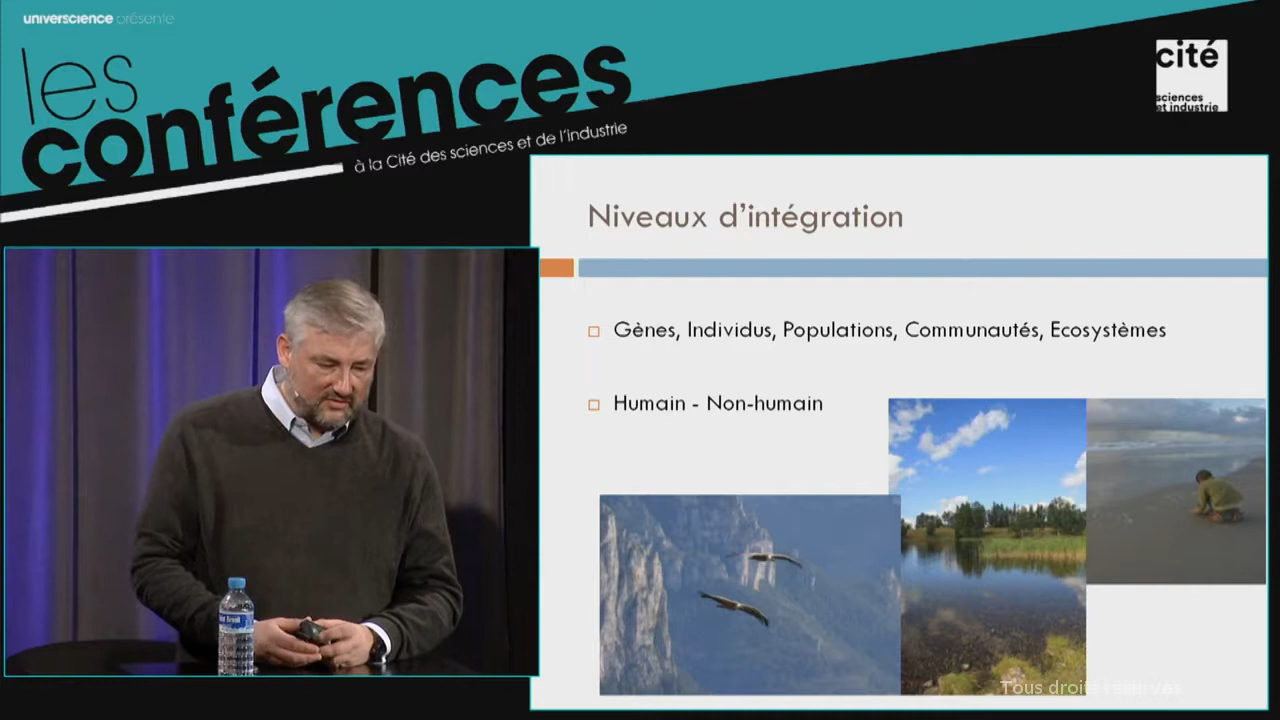 universcience présente
les
conférences
à la Cité des sciences et de l'industrie
cité
sciences
et industrie
Niveaux d'intégration
Gènes, Individus, Populations, Communautés, Ecosystèmes
Humain - Non-humain
Tous droits réservés